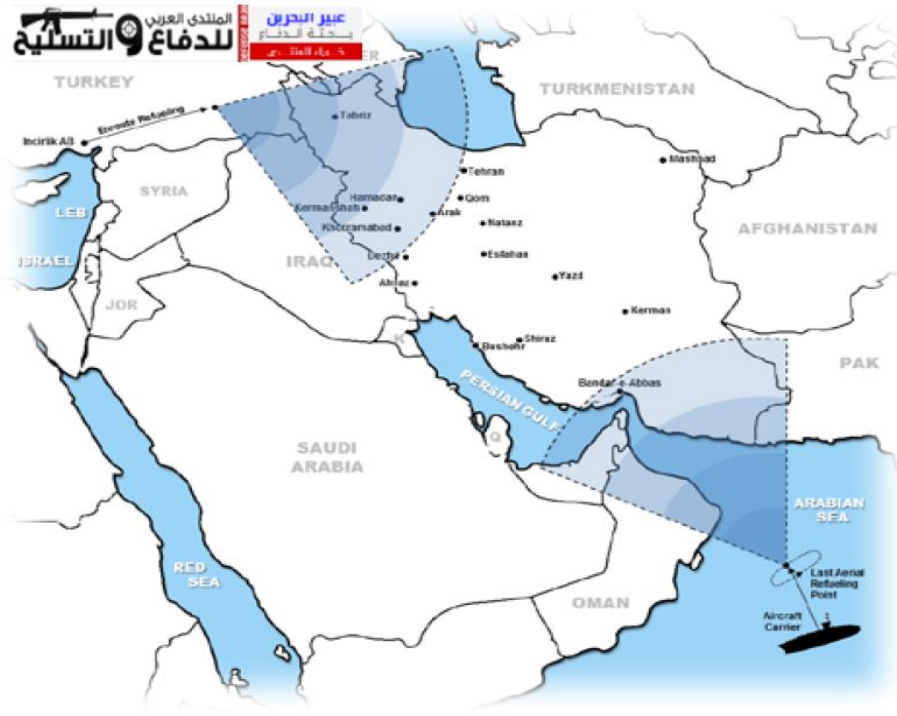 المنتدى العربي
للدفاع والتسليح
عبير البحرين
بـحـثـة الـدفـاع
TURKEY
TURKMENISTAN
Enroute Refueling
Incirlik AB
Tabriz
Mashhad
Tehran
SYRIA
Hamadan
Qom
Kermanshah
Arak
LEB
Khorramabad
Natanz
AFGHANISTAN
ISRAEL
IRAQ
Dezful
Esfahan
Yazd
Ahvaz
JOR
Kerman
K
Bushehr
Shiraz
PAK
Bandar-e-Abbas
PERSIAN GULF
Q
SAUDI
ARABIA
ARABIAN
SEA
RED
SEA
Last Aerial
Refueling
Point
OMAN
Aircraft
Carrier